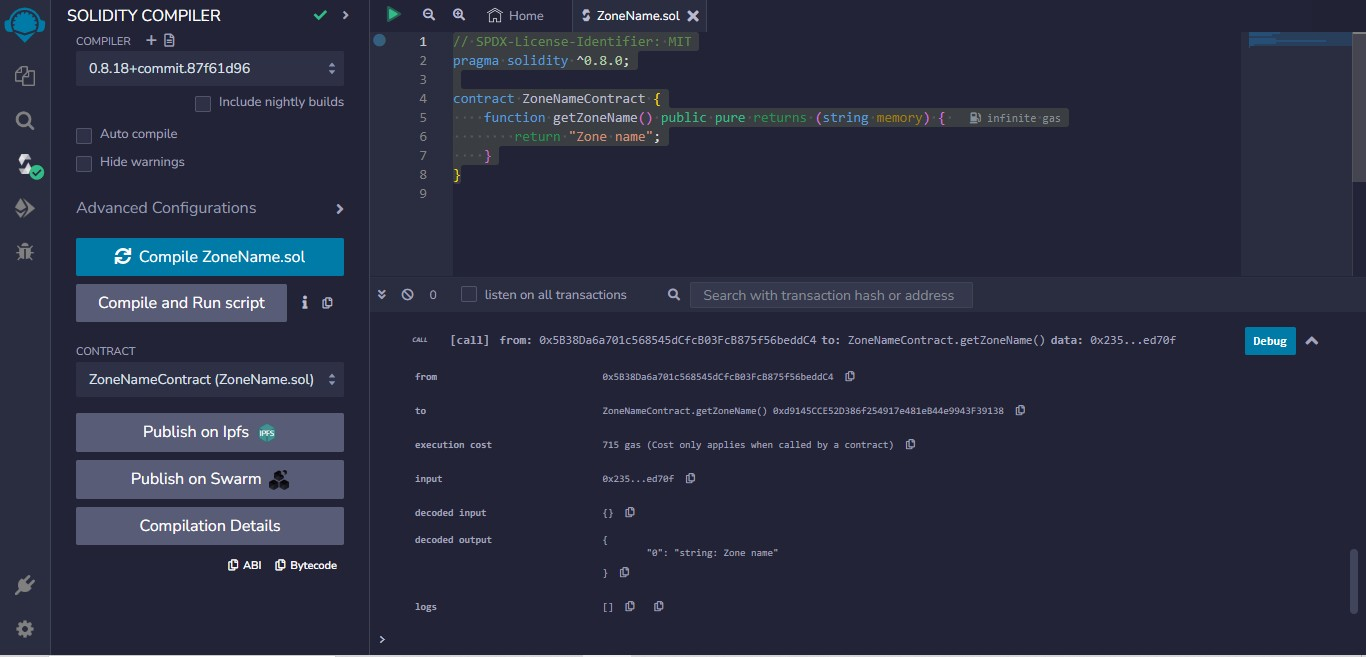 SOLIDITY COMPILER
COMPILER
0.8.18+commit.87f61d96
Include nightly builds
Auto compile
Hide warnings
Advanced Configurations
Compile ZoneName.sol
Compile and Run script
CONTRACT
ZoneNameContract (ZoneName.sol)
Publish on Ipfs IPFS
Publish on Swarm
Compilation Details
ABI Bytecode
Home ZoneName.sol
1 // SPDX-License-Identifier: MIT
2 pragma solidity ^0.8.0;
3
4 contract ZoneNameContract {
5 function getZoneName() public pure returns (string memory) { infinite gas
6 return "Zone name";
7 }
8 }
9
0 listen on all transactions Search with transaction hash or address
CALL [call] from: 0x5B38Da6a701c568545dCfcB03FcB875f56beddC4 to: ZoneNameContract.getZoneName() data: 0x235...ed70f Debug
from 0x5B38Da6a701c568545dCfcB03FcB875f56beddC4
to ZoneNameContract.getZoneName() 0xd9145CCE52D386f254917e481eB44e9943F39138
execution cost 715 gas (Cost only applies when called by a contract)
input 0x235...ed70f
decoded input {}
decoded output {
"0": "string: Zone name"
}
logs []
>